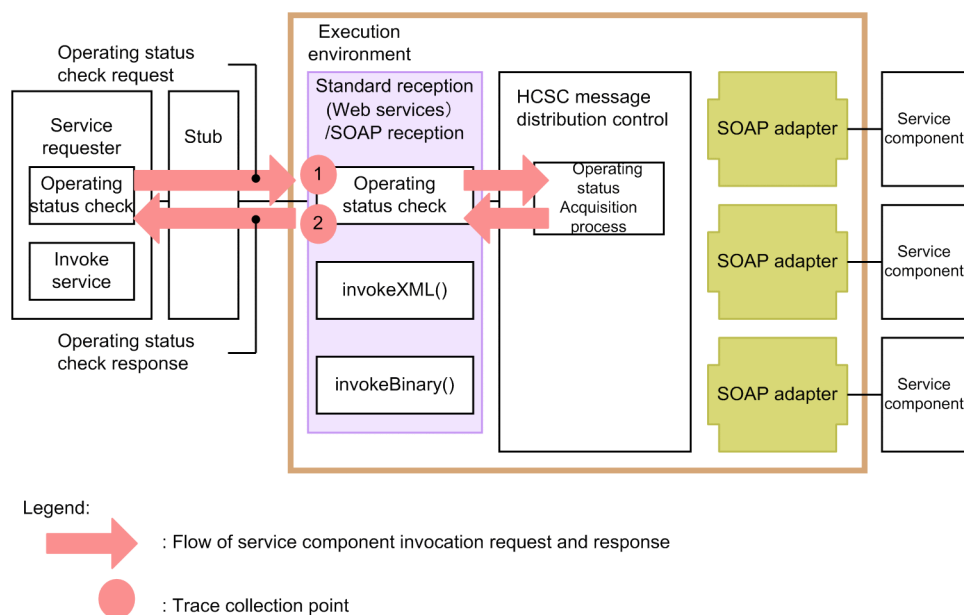 Operating status
check request
Execution
environment
Service
requester
Stub
Standard reception
(Web services)
/SOAP reception
HCSC message
distribution control
SOAP adapter
Service
component
Operating
status check
1
2
Operating
status check
Operating
status
Acquisition
process
Invoke
service
invokeXML()
SOAP adapter
Service
component
Operating status
check response
invokeBinary()
SOAP adapter
Service
component
Legend:
: Flow of service component invocation request and response
: Trace collection point